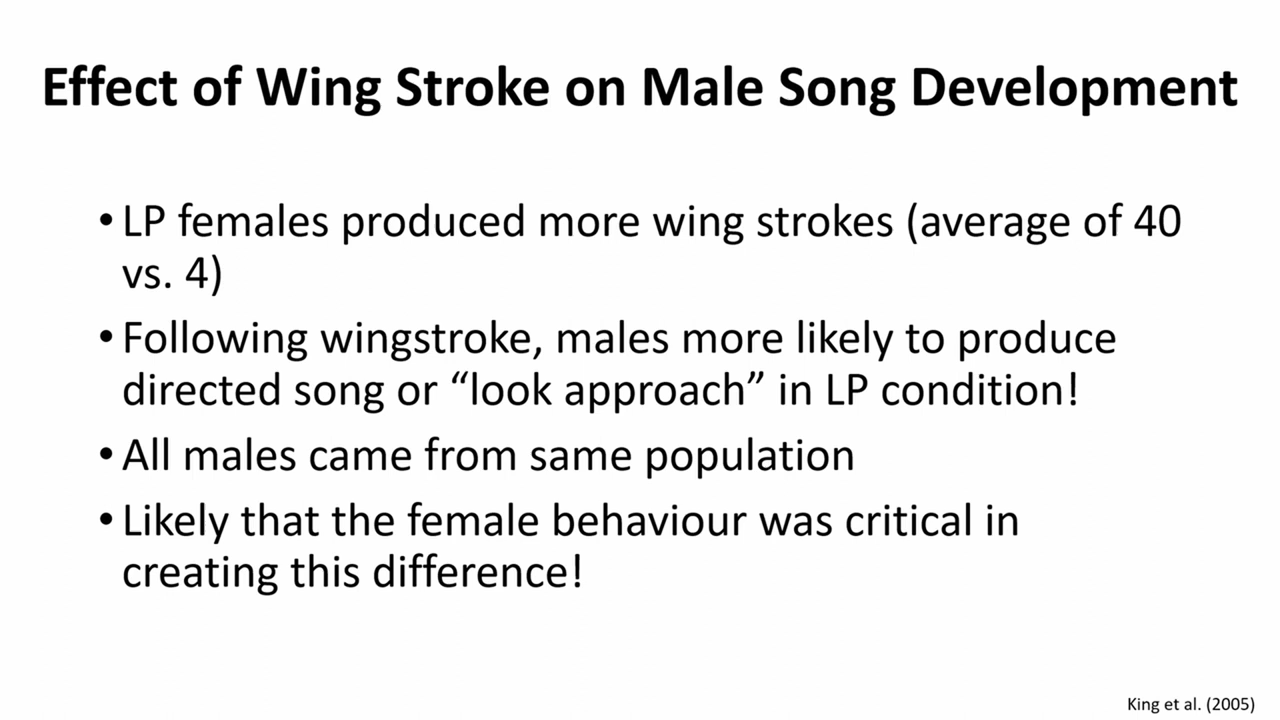 Effect of Wing Stroke on Male Song Development
• LP females produced more wing strokes (average of 40
vs. 4)
• Following wingstroke, males more likely to produce
directed song or “look approach” in LP condition!
• All males came from same population
• Likely that the female behaviour was critical in
creating this difference!
King et al. (2005)